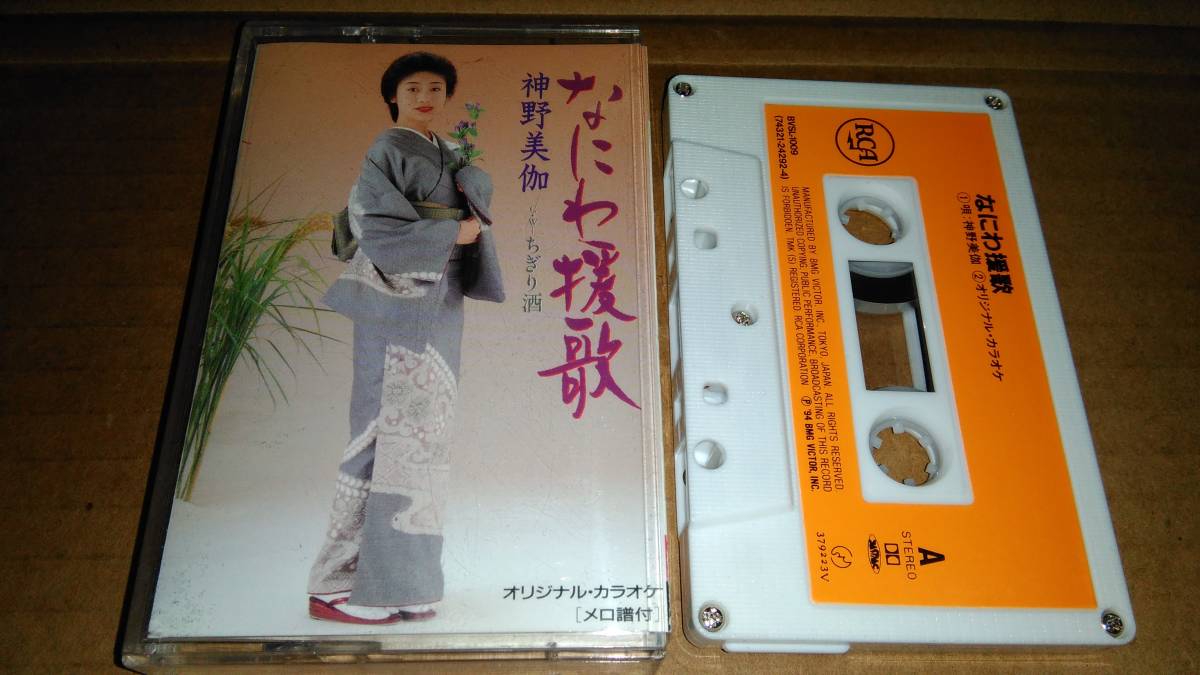 なにわ援歌
神野美伽
ちぎり酒
オリジナル・カラオケ
[メロ譜付]
RCA
BVSL-1009
(74321-24292-4)
なにわ援歌
①唄:神野美伽 ②オリジナル・カラオケ
MANUFACTURED BY BMG VICTOR, INC., TOKYO, JAPAN. ALL RIGHTS RESERVED.
UNAUTHORIZED COPYING, PUBLIC PERFORMANCE, BROADCASTING OF THIS RECORD
IS FORBIDDEN. TMK (S) REGISTERED. RCA CORPORATION Ⓟ '94 BMG VICTOR, INC.
A
STEREO
379223V